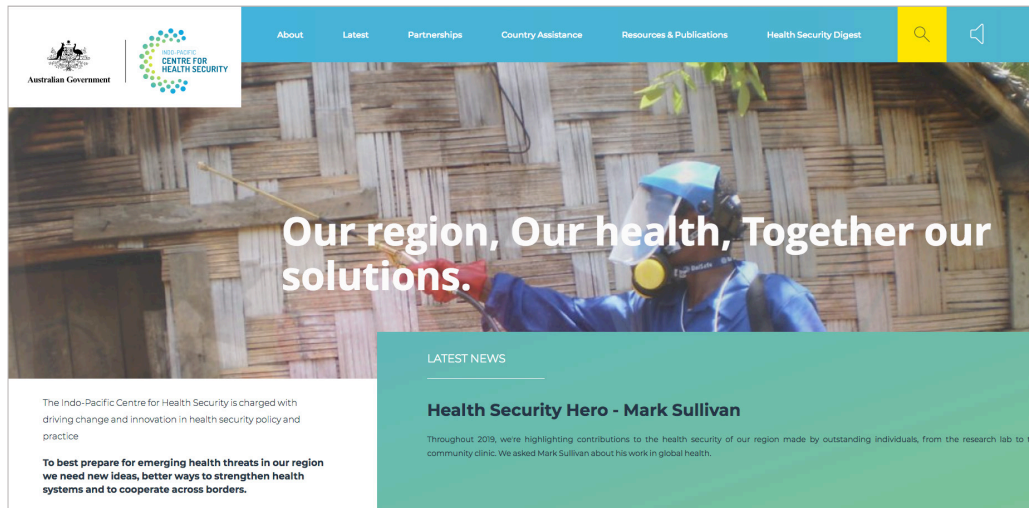 Australian Government
INDO-PACIFIC
CENTRE FOR
HEALTH SECURITY
About Latest Partnerships Country Assistance Resources & Publications Health Security Digest
Our region, Our health, Together our
solutions.
LATEST NEWS
Health Security Hero - Mark Sullivan
Throughout 2019, we're highlighting contributions to the health security of our region made by outstanding individuals, from the research lab to
community clinic. We asked Mark Sullivan about his work in global health.
The Indo-Pacific Centre for Health Security is charged with
driving change and innovation in health security policy and
practice
To best prepare for emerging health threats in our region
we need new ideas, better ways to strengthen health
systems and to cooperate across borders.